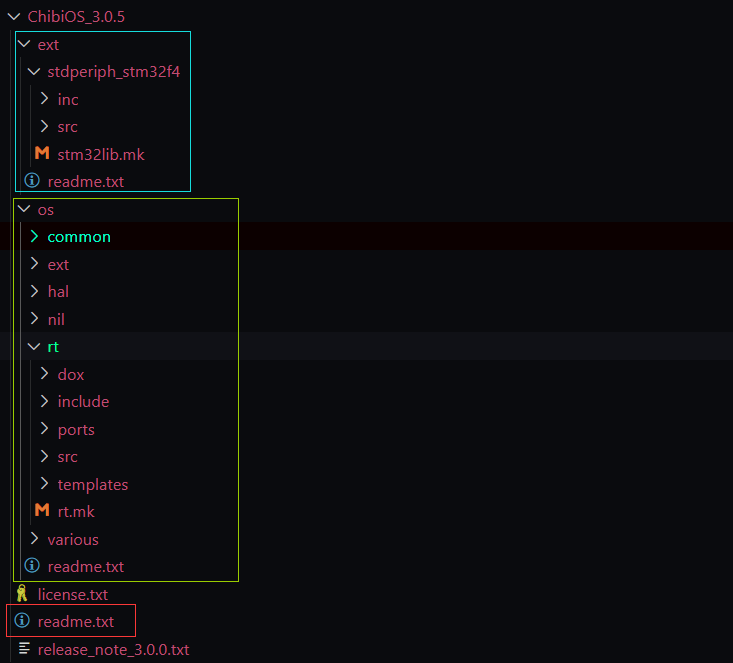 ChibiOS_3.0.5
ext
stdperiph_stm32f4
inc
src
stm32lib.mk
readme.txt
os
common
ext
hal
nil
rt
dox
include
ports
src
templates
rt.mk
various
readme.txt
license.txt
readme.txt
release_note_3.0.0.txt